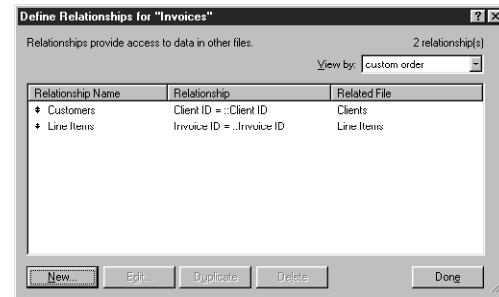 Define Relationships for "Invoices"
Relationships provide access to data in other files. 2 relationship(s)
View by: custom order
Relationship Name Relationship Related File
Customers Client ID = ::Client ID Clients
Line Items Invoice ID = ::Invoice ID Line Items
New... Edit... Duplicate Delete Done